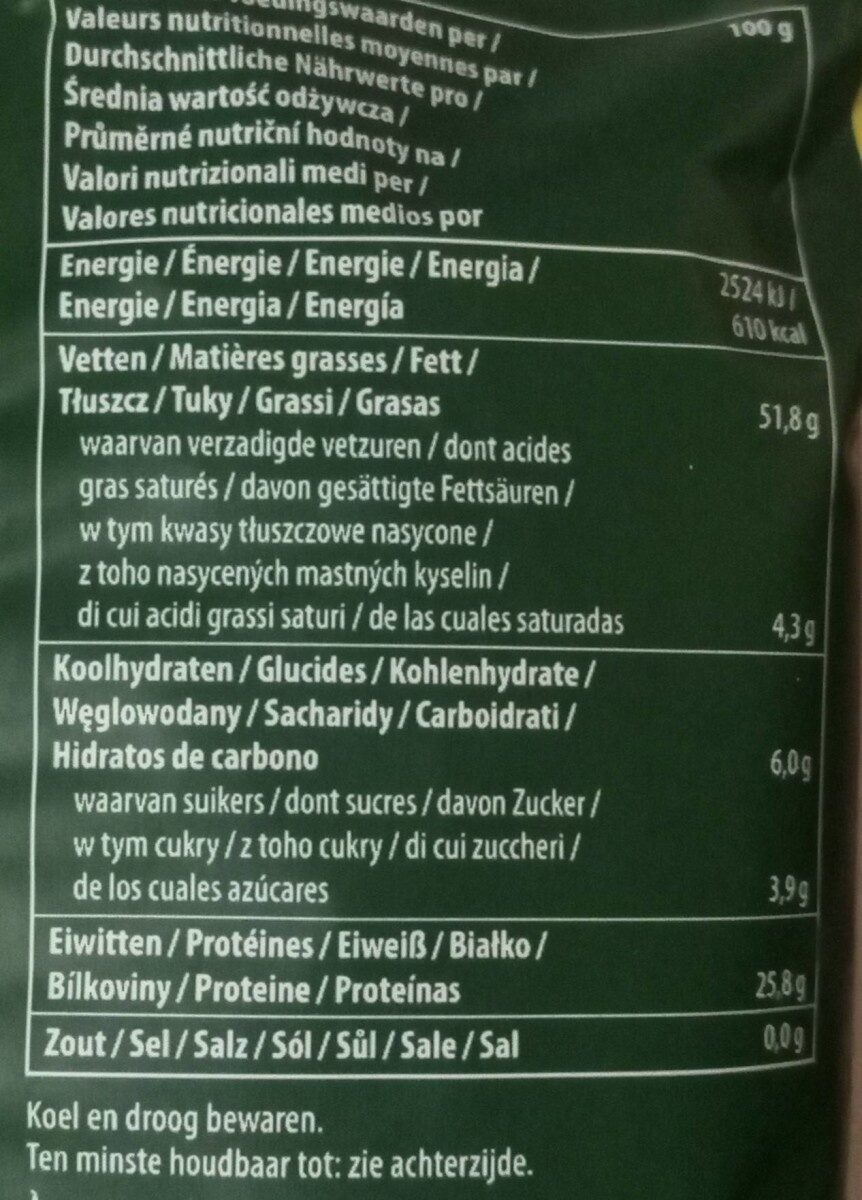 Valeurs nutritionnelles moyennes par /
Durchschnittliche Nährwerte pro /
Średnia wartość odżywcza /
Průměrné nutriční hodnoty na /
Valori nutrizionali medi per /
Valores nutricionales medios por
per /
100 g
Energie / Énergie / Energie / Energia /
Energie / Energia / Energía
2524 kJ /
610 kcal
Vetten / Matières grasses / Fett /
Tłuszcz / Tuky / Grassi / Grasas
51,8 g
waarvan verzadigde vetzuren / dont acides
gras saturés / davon gesättigte Fettsäuren /
w tym kwasy tłuszczowe nasycone /
z toho nasycených mastných kyselin /
di cui acidi grassi saturi / de las cuales saturadas
4,3 g
Koolhydraten / Glucides / Kohlenhydrate /
Węglowodany / Sacharidy / Carboidrati /
Hidratos de carbono
6,0 g
waarvan suikers / dont sucres / davon Zucker /
w tym cukry / z toho cukry / di cui zuccheri /
de los cuales azúcares
3,9 g
Eiwitten / Protéines / Eiweiß / Białko /
Bílkoviny / Proteine / Proteínas
25,8 g
Zout / Sel / Salz / Sól / Sůl / Sale / Sal
0,0 g
Koel en droog bewaren.
Ten minste houdbaar tot: zie achterzijde.